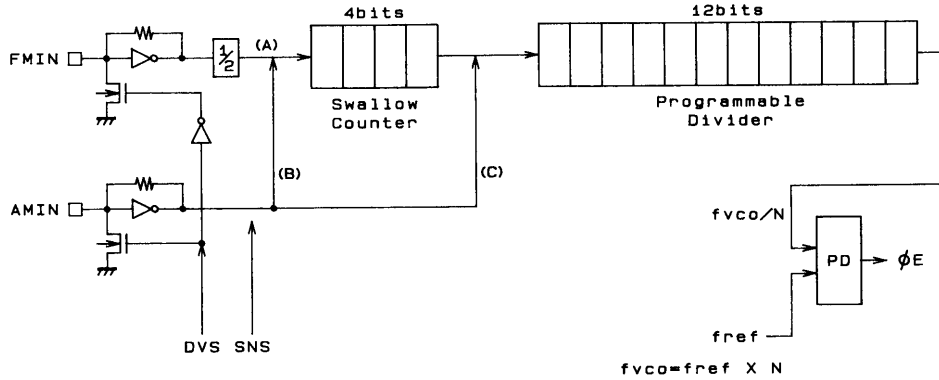 4bits
12bits
FMIN
1/2
(A)
Swallow
Counter
Programmable
Divider
(B)
(C)
AMIN
fvco/N
PD
ϕE
DVS SNS
fref
fvco=fref X N